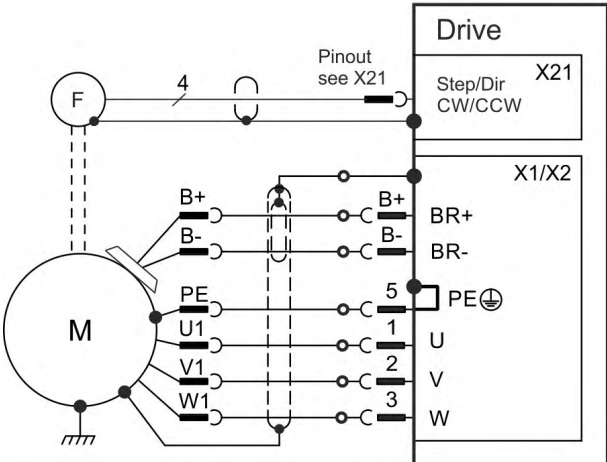 Drive
Pinout
see X21
X21
Step/Dir
CW/CCW
F
4
X1/X2
B+
B+
BR+
B-
B-
BR-
PE
5
PE
M
U1
1
U
V1
2
V
W1
3
W